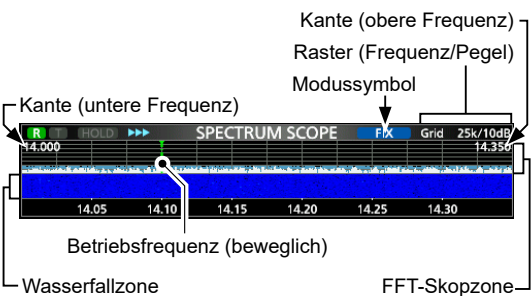 Kante (obere Frequenz)
Raster (Frequenz/Pegel)
Modussymbol
Kante (untere Frequenz)
R T HOLD SPECTRUM SCOPE FIX Grid 25k/10dB
14.000 14.350
14.05 14.10 14.15 14.20 14.25 14.30
Betriebsfrequenz (beweglich)
Wasserfallzone FFT-Skopzone